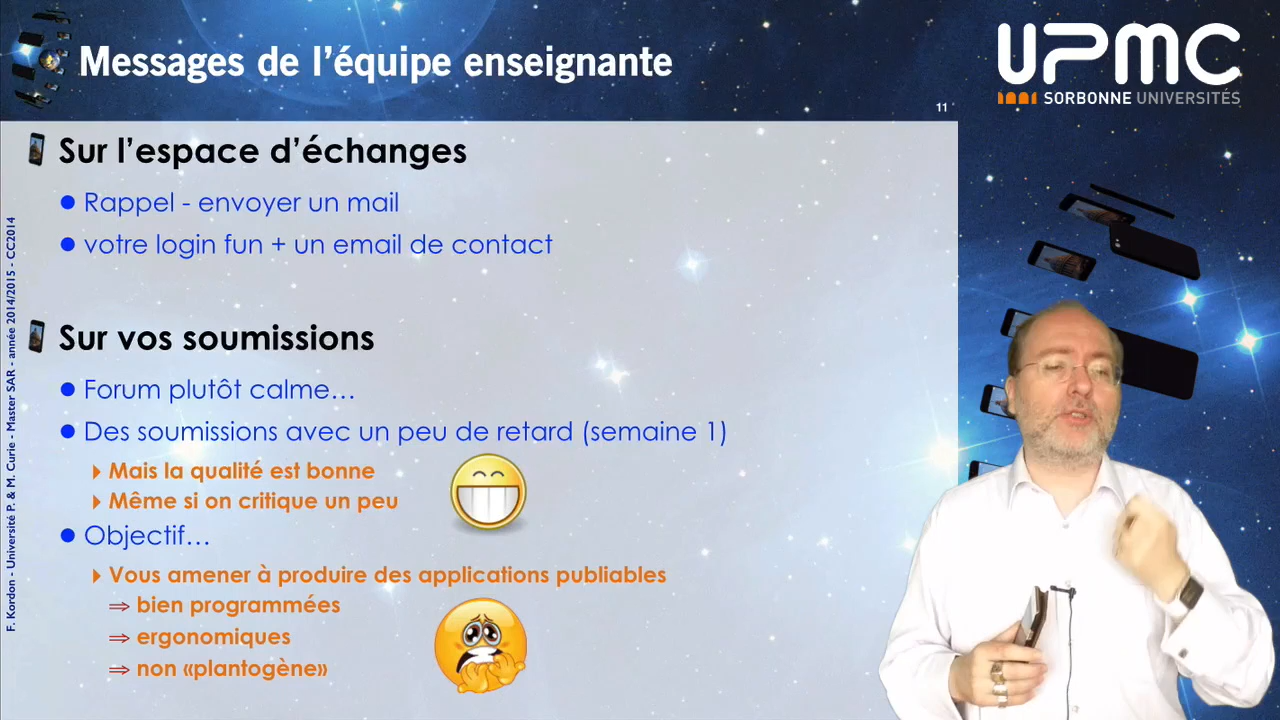 Messages de l’équipe enseignante
UPMC
SORBONNE UNIVERSITÉS
11
Sur l’espace d’échanges
Rappel - envoyer un mail
votre login fun + un email de contact
Sur vos soumissions
Forum plutôt calme…
Des soumissions avec un peu de retard (semaine 1)
Mais la qualité est bonne
Même si on critique un peu
Objectif…
Vous amener à produire des applications publiables
⇒ bien programmées
⇒ ergonomiques
⇒ non «plantogène»
F. Kordon - Université P. & M. Curie - Master SAR - année 2014/2015 - CC2014